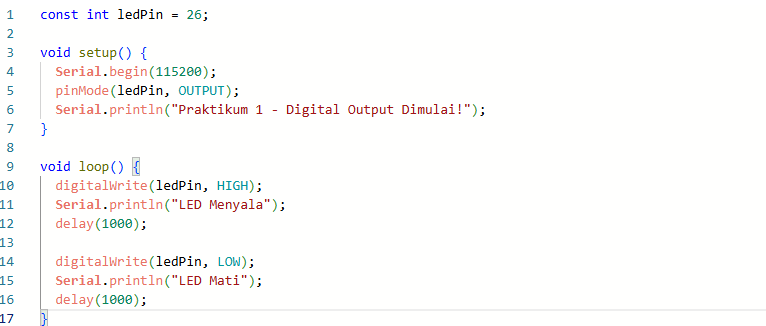 1 const int ledPin = 26;
2
3 void setup() {
4   Serial.begin(115200);
5   pinMode(ledPin, OUTPUT);
6   Serial.println("Praktikum 1 - Digital Output Dimulai!");
7 }
8
9 void loop() {
10   digitalWrite(ledPin, HIGH);
11   Serial.println("LED Menyala");
12   delay(1000);
13
14   digitalWrite(ledPin, LOW);
15   Serial.println("LED Mati");
16   delay(1000);
17 }